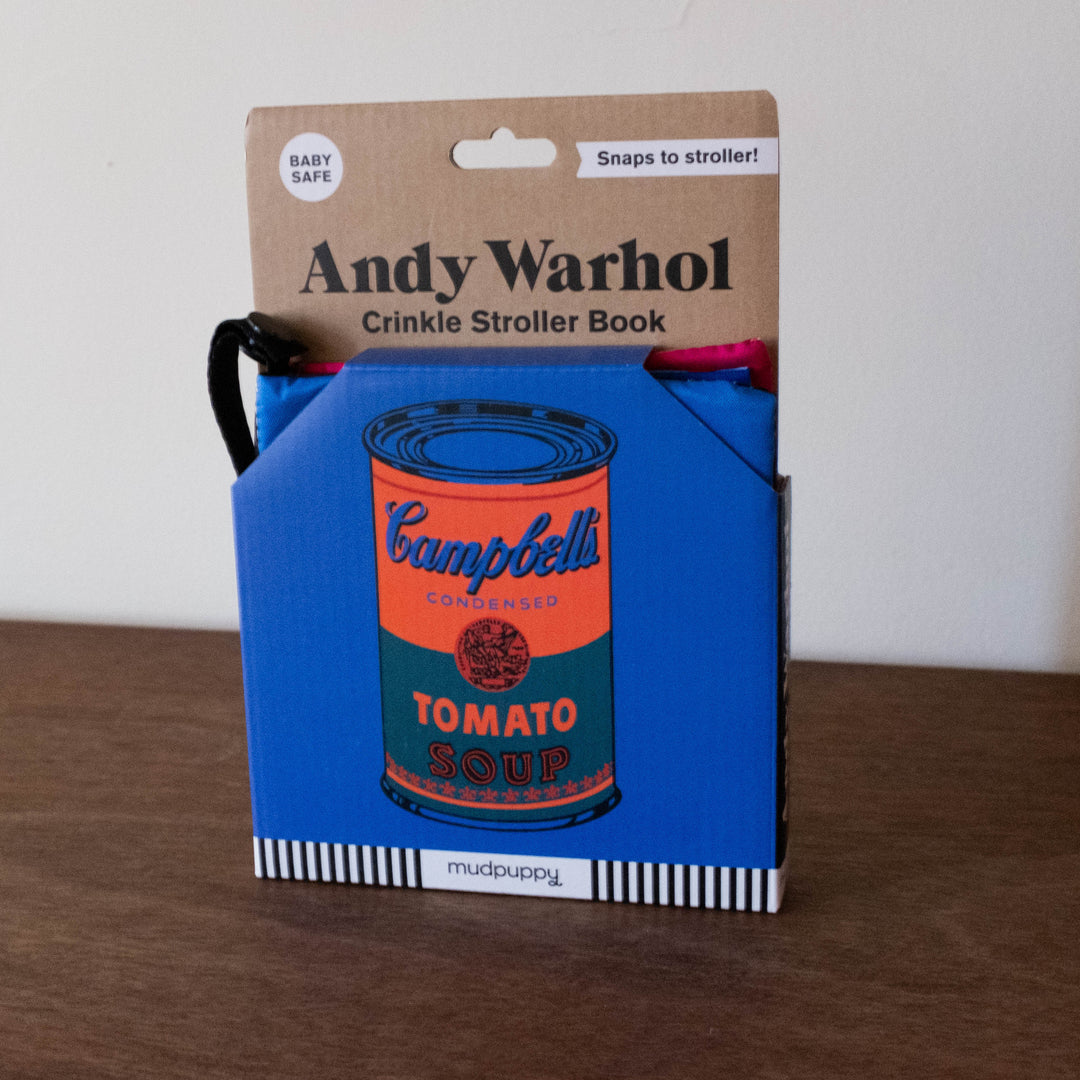 BABY
SAFE
Snaps to stroller!
Andy Warhol
Crinkle Stroller Book
Campbell's
CONDENSED
TOMATO
SOUP
mudpuppy